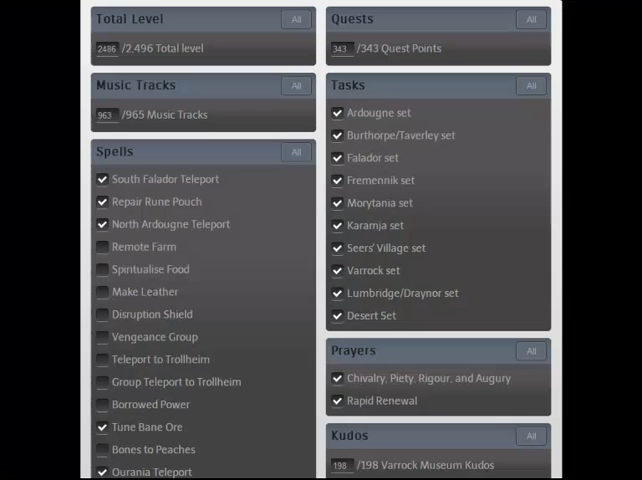 Total Level All
2486 /2,496 Total level
Music Tracks All
963 /965 Music Tracks
Spells All
South Falador Teleport
Repair Rune Pouch
North Ardougne Teleport
Remote Farm
Spiritualise Food
Make Leather
Disruption Shield
Vengeance Group
Teleport to Trollheim
Group Teleport to Trollheim
Borrowed Power
Tune Bane Ore
Bones to Peaches
Ourania Teleport
Quests All
343 /343 Quest Points
Tasks All
Ardougne set
Burthorpe/Taverley set
Falador set
Fremennik set
Morytania set
Karamja set
Seers' Village set
Varrock set
Lumbridge/Draynor set
Desert Set
Prayers All
Chivalry, Piety, Rigour, and Augury
Rapid Renewal
Kudos All
198 /198 Varrock Museum Kudos